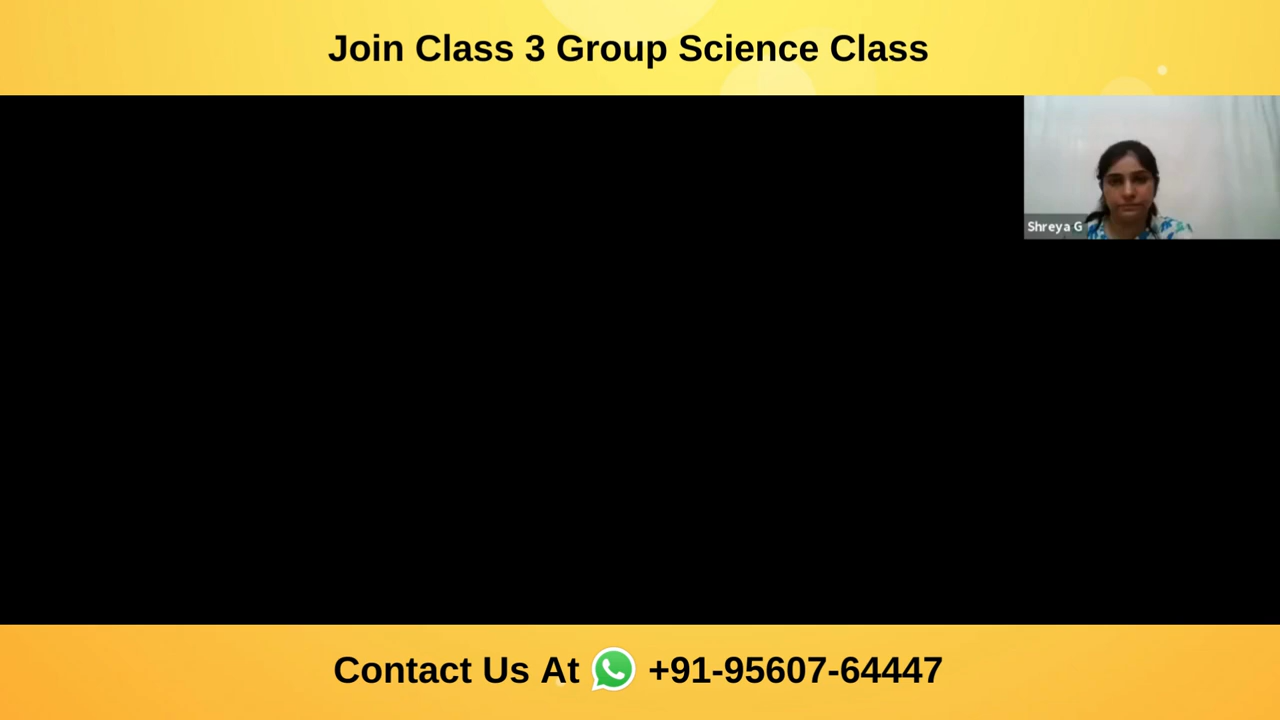 Join Class 3 Group Science Class
Shreya G
Contact Us At +91-95607-64447